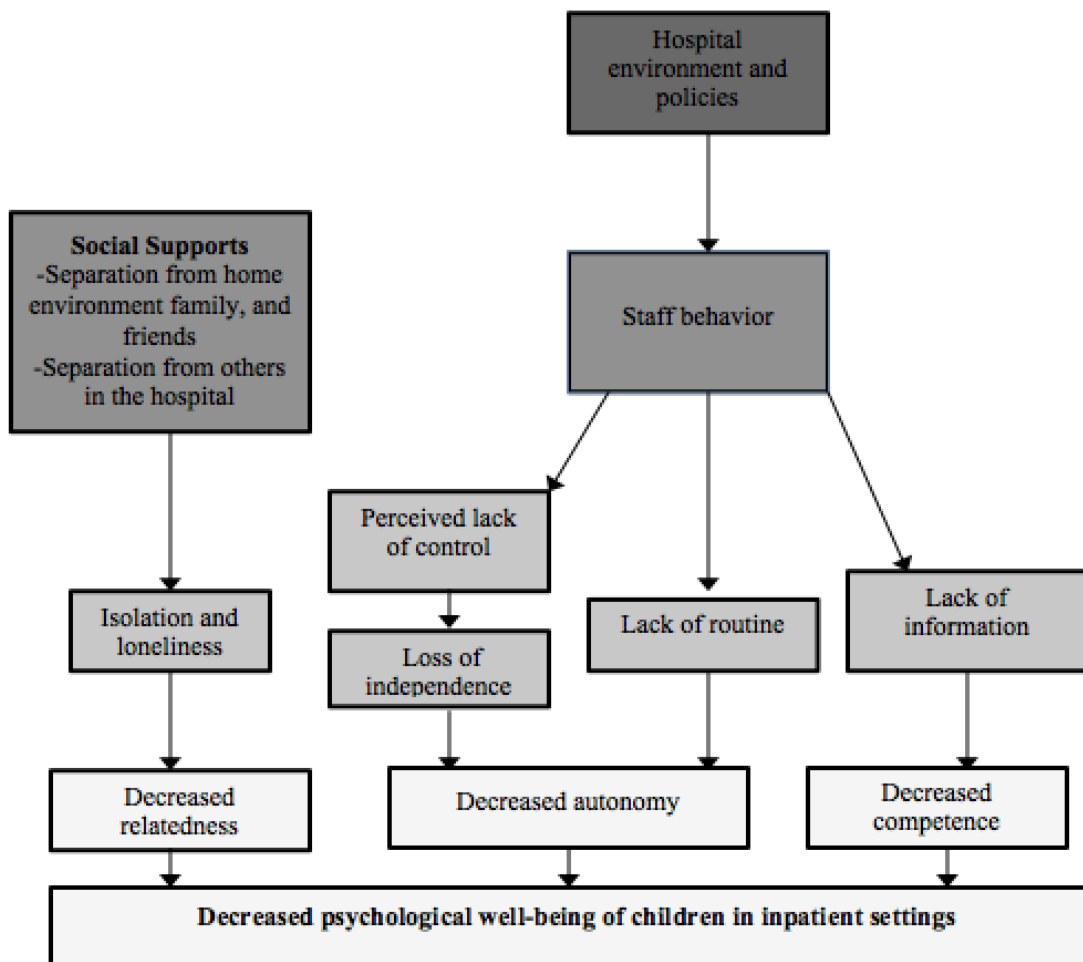 Hospital
environment and
policies
Social Supports
-Separation from home
environment family, and
friends
-Separation from others
in the hospital
Staff behavior
Perceived lack
of control
Isolation and
loneliness
Loss of
independence
Lack of routine
Lack of
information
Decreased
relatedness
Decreased autonomy
Decreased
competence
Decreased psychological well-being of children in inpatient settings